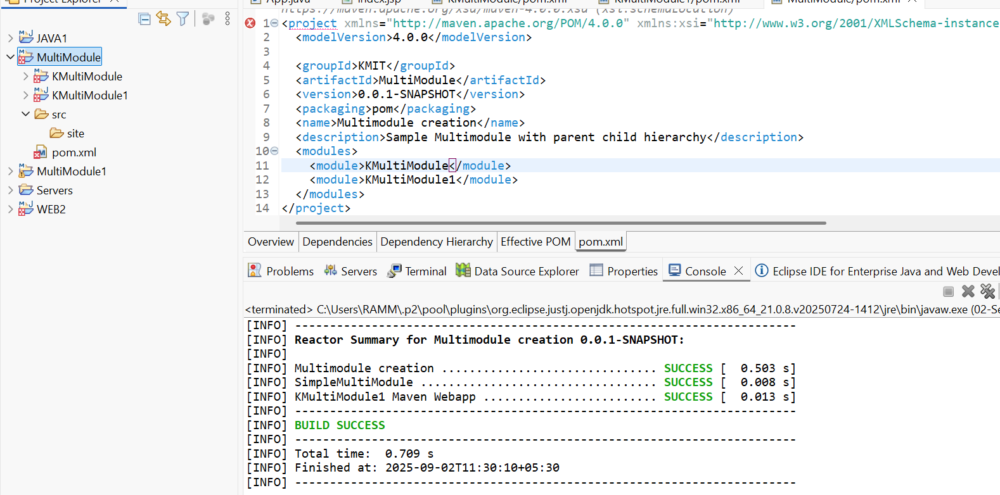 Project Explorer
App.java
index.jsp
KMultiModule/pom.xml
KMultiModule1/pom.xml
MultiModule/pom.xml
JAVA1
MultiModule
KMultiModule
KMultiModule1
src
site
pom.xml
MultiModule1
Servers
WEB2
https://maven.apache.org/xsd/maven-4.0.0.xsd (xsi:schemaLocation)
1 <project xmlns="http://maven.apache.org/POM/4.0.0" xmlns:xsi="http://www.w3.org/2001/XMLSchema-instance
2 <modelVersion>4.0.0</modelVersion>
3
4 <groupId>KMIT</groupId>
5 <artifactId>MultiModule</artifactId>
6 <version>0.0.1-SNAPSHOT</version>
7 <packaging>pom</packaging>
8 <name>Multimodule creation</name>
9 <description>Sample Multimodule with parent child hierarchy</description>
10 <modules>
11 <module>KMultiModule</module>
12 <module>KMultiModule1</module>
13 </modules>
14 </project>
Overview Dependencies Dependency Hierarchy Effective POM pom.xml
Problems Servers Terminal Data Source Explorer Properties Console Eclipse IDE for Enterprise Java and Web Devel
<terminated> C:\Users\RAMM\.p2\pool\plugins\org.eclipse.justj.openjdk.hotspot.jre.full.win32.x86_64_21.0.8.v20250724-1412\jre\bin\javaw.exe (02-Se
[INFO] ------------------------------------------------------------------------
[INFO] Reactor Summary for Multimodule creation 0.0.1-SNAPSHOT:
[INFO]
[INFO] Multimodule creation ............................... SUCCESS [  0.503 s]
[INFO] SimpleMultiModule .................................. SUCCESS [  0.008 s]
[INFO] KMultiModule1 Maven Webapp ......................... SUCCESS [  0.013 s]
[INFO] ------------------------------------------------------------------------
[INFO] BUILD SUCCESS
[INFO] ------------------------------------------------------------------------
[INFO] Total time:  0.709 s
[INFO] Finished at: 2025-09-02T11:30:10+05:30
[INFO] ------------------------------------------------------------------------